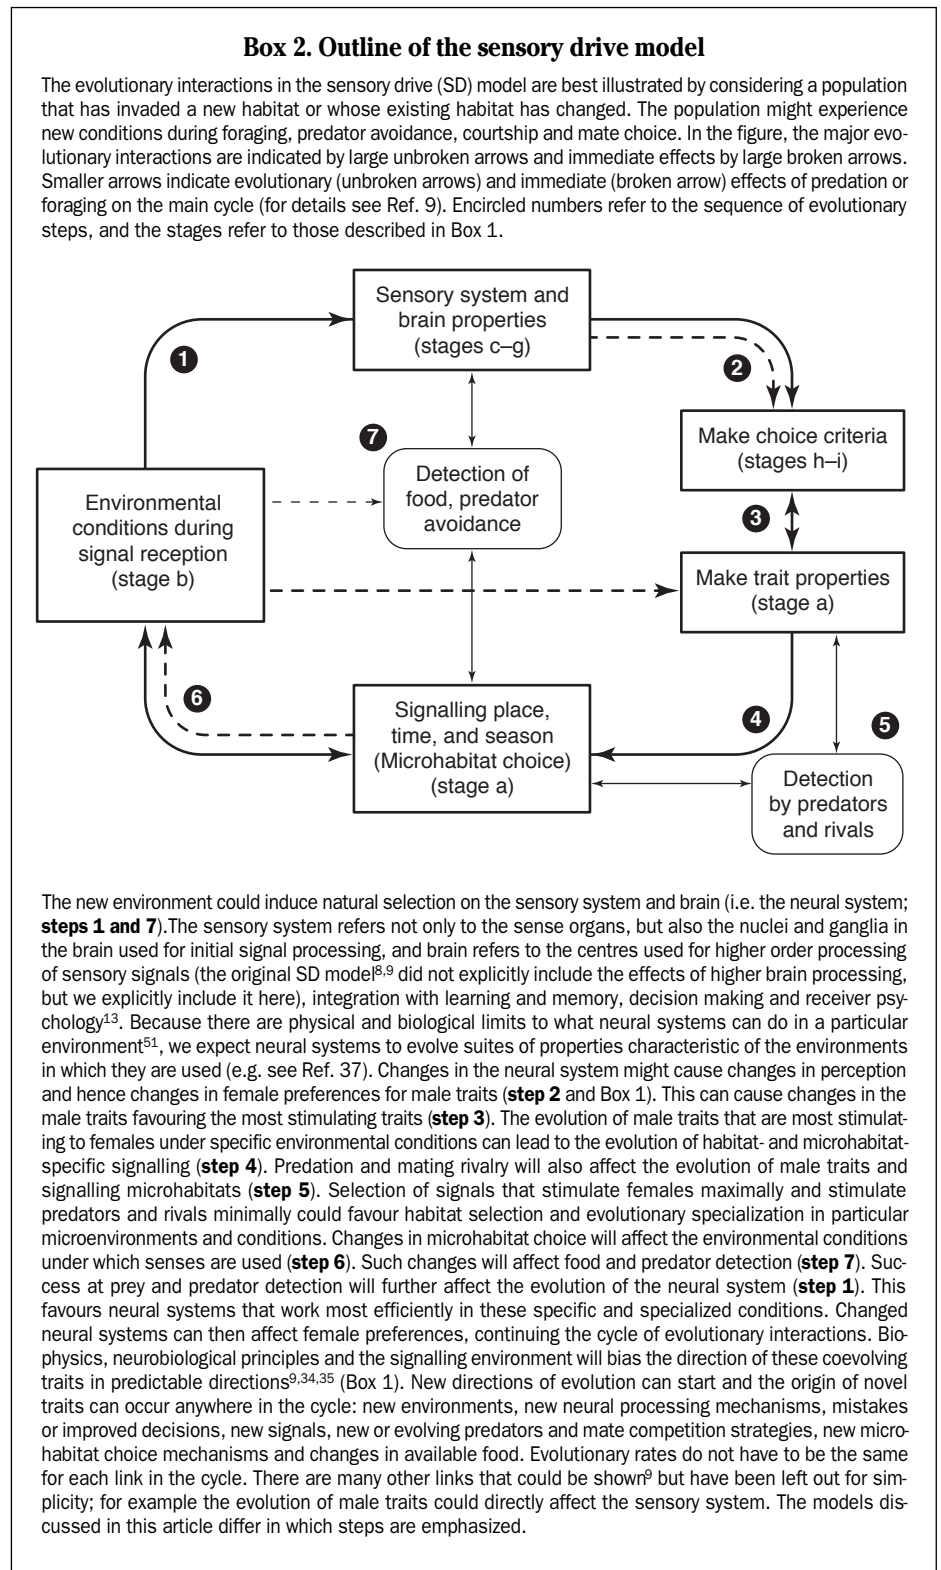 Box 2. Outline of the sensory drive model
The evolutionary interactions in the sensory drive (SD) model are best illustrated by considering a population
that has invaded a new habitat or whose existing habitat has changed. The population might experience
new conditions during foraging, predator avoidance, courtship and mate choice. In the figure, the major evo-
lutionary interactions are indicated by large unbroken arrows and immediate effects by large broken arrows.
Smaller arrows indicate evolutionary (unbroken arrows) and immediate (broken arrow) effects of predation or
foraging on the main cycle (for details see Ref. 9). Encircled numbers refer to the sequence of evolutionary
steps, and the stages refer to those described in Box 1.
Sensory system and
brain properties
(stages c–g)
1
2
7
Make choice criteria
(stages h–i)
Detection of
food, predator
avoidance
Environmental
conditions during
signal reception
(stage b)
3
Make trait properties
(stage a)
6
Signalling place,
time, and season
(Microhabitat choice)
(stage a)
4
5
Detection
by predators
and rivals
The new environment could induce natural selection on the sensory system and brain (i.e. the neural system;
steps 1 and 7).The sensory system refers not only to the sense organs, but also the nuclei and ganglia in
the brain used for initial signal processing, and brain refers to the centres used for higher order processing
of sensory signals (the original SD model8,9 did not explicitly include the effects of higher brain processing,
but we explicitly include it here), integration with learning and memory, decision making and receiver psy-
chology13. Because there are physical and biological limits to what neural systems can do in a particular
environment51, we expect neural systems to evolve suites of properties characteristic of the environments
in which they are used (e.g. see Ref. 37). Changes in the neural system might cause changes in perception
and hence changes in female preferences for male traits (step 2 and Box 1). This can cause changes in the
male traits favouring the most stimulating traits (step 3). The evolution of male traits that are most stimulat-
ing to females under specific environmental conditions can lead to the evolution of habitat- and microhabitat-
specific signalling (step 4). Predation and mating rivalry will also affect the evolution of male traits and
signalling microhabitats (step 5). Selection of signals that stimulate females maximally and stimulate
predators and rivals minimally could favour habitat selection and evolutionary specialization in particular
microenvironments and conditions. Changes in microhabitat choice will affect the environmental conditions
under which senses are used (step 6). Such changes will affect food and predator detection (step 7). Suc-
cess at prey and predator detection will further affect the evolution of the neural system (step 1). This
favours neural systems that work most efficiently in these specific and specialized conditions. Changed
neural systems can then affect female preferences, continuing the cycle of evolutionary interactions. Bio-
physics, neurobiological principles and the signalling environment will bias the direction of these coevolving
traits in predictable directions9,34,35 (Box 1). New directions of evolution can start and the origin of novel
traits can occur anywhere in the cycle: new environments, new neural processing mechanisms, mistakes
or improved decisions, new signals, new or evolving predators and mate competition strategies, new micro-
habitat choice mechanisms and changes in available food. Evolutionary rates do not have to be the same
for each link in the cycle. There are many other links that could be shown9 but have been left out for sim-
plicity; for example the evolution of male traits could directly affect the sensory system. The models dis-
cussed in this article differ in which steps are emphasized.